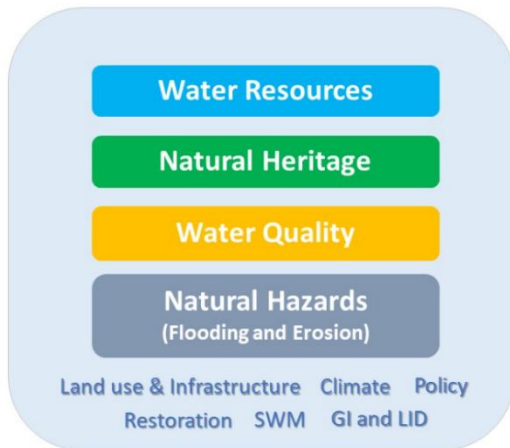 Water Resources
Natural Heritage
Water Quality
Natural Hazards
(Flooding and Erosion)
Land use & Infrastructure Climate Policy
Restoration SWM GI and LID